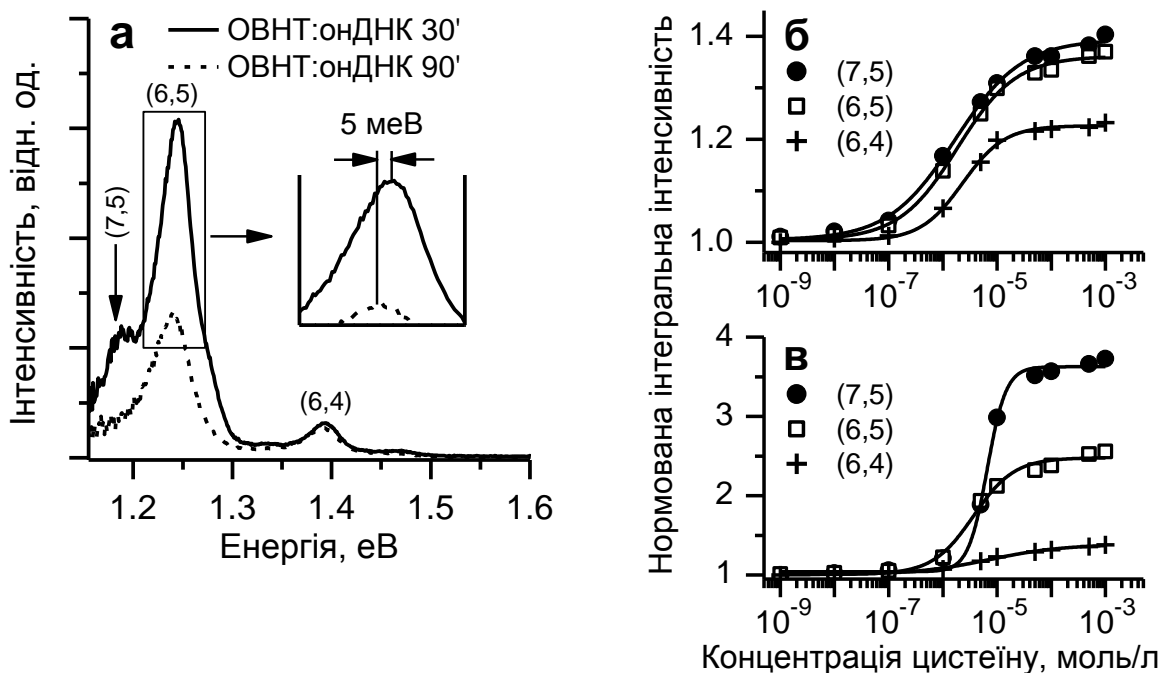 а
ОВНТ:онДНК 30'
ОВНТ:онДНК 90'
(6,5)
5 меВ
(7,5)
(6,4)
Інтенсивність, відн. од.
1.2 1.3 1.4 1.5 1.6
Енергія, еВ
Нормована інтегральна інтенсивність
б
(7,5)
(6,5)
(6,4)
1.4
1.2
1.0
10⁻⁹ 10⁻⁷ 10⁻⁵ 10⁻³
в
(7,5)
(6,5)
(6,4)
4
3
2
1
10⁻⁹ 10⁻⁷ 10⁻⁵ 10⁻³
Концентрація цистеїну, моль/л